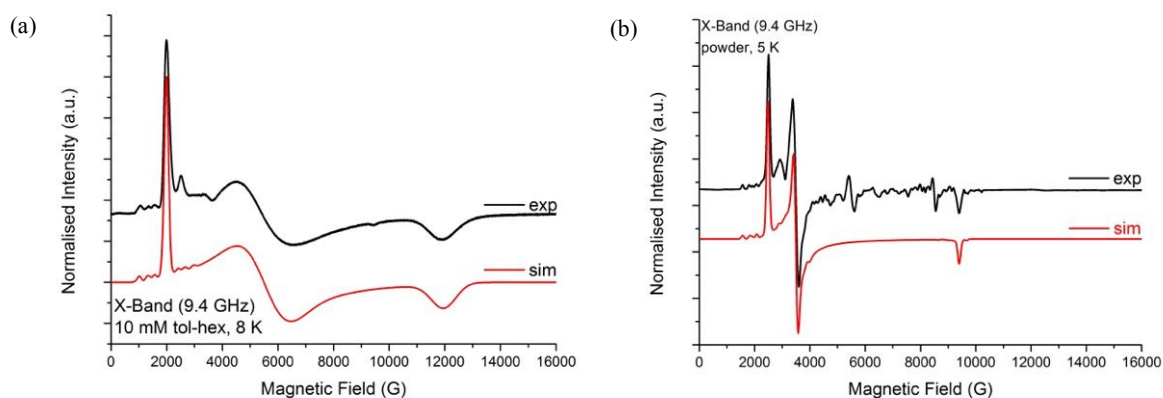 (a)
Normalised Intensity (a.u.)
exp
sim
X-Band (9.4 GHz)
10 mM tol-hex, 8 K
0 2000 4000 6000 8000 10000 12000 14000 16000
Magnetic Field (G)
(b)
X-Band (9.4 GHz)
powder, 5 K
Normalised Intensity (a.u.)
exp
sim
0 2000 4000 6000 8000 10000 12000 14000 16000
Magnetic Field (G)